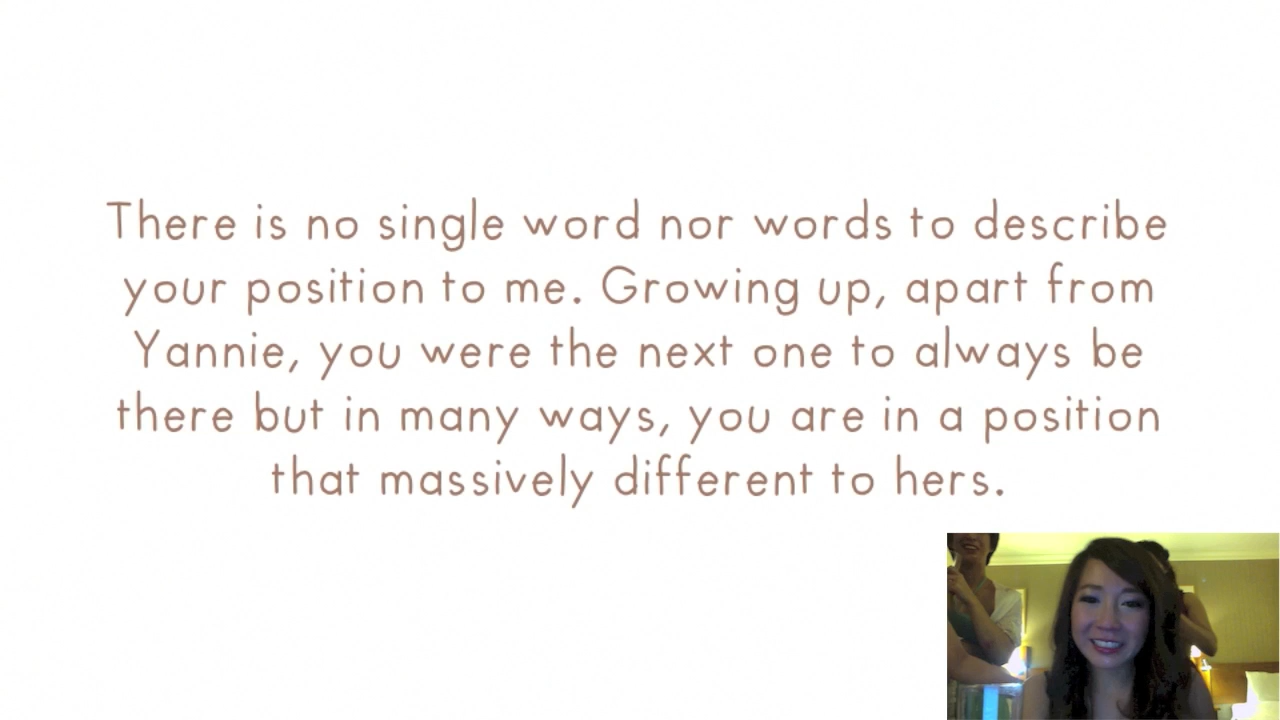 There is no single word nor words to describe
your position to me. Growing up, apart from
Yannie, you were the next one to always be
there but in many ways, you are in a position
that massively different to hers.